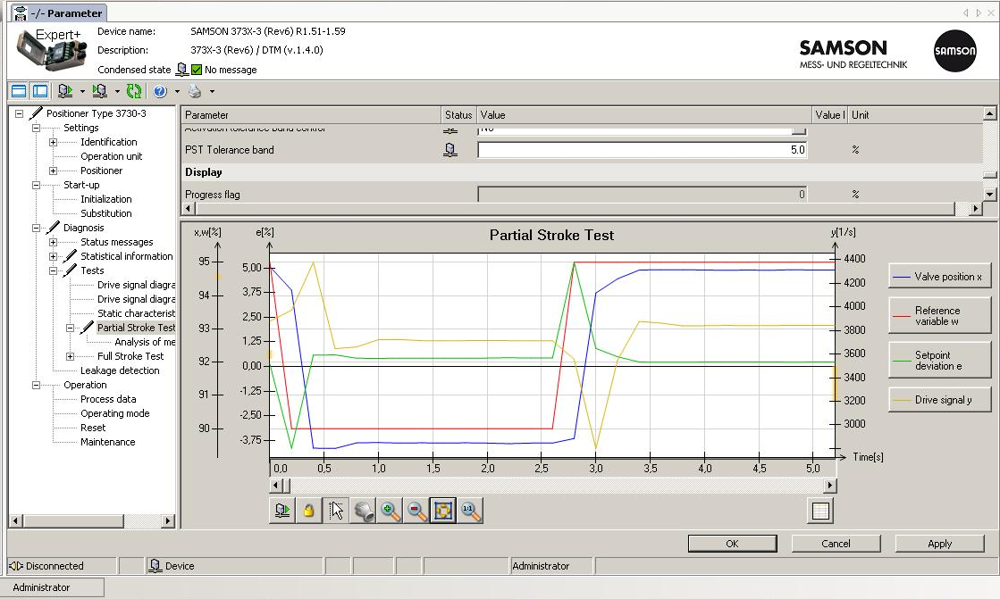 -/- Parameter
Expert+
Device name: SAMSON 373X-3 (Rev6) R1.51-1.59
Description: 373X-3 (Rev6) / DTM (v.1.4.0)
Condensed state No message
SAMSON
MESS- UND REGELTECHNIK
samson
Positioner Type 3730-3
Settings
Identification
Operation unit
Positioner
Start-up
Initialization
Substitution
Diagnosis
Status messages
Statistical information
Tests
Drive signal diagra
Drive signal diagra
Static characterist
Partial Stroke Test
Analysis of me
Full Stroke Test
Leakage detection
Operation
Process data
Operating mode
Reset
Maintenance
Parameter Status Value Value I Unit
Activation tolerance band control No
PST Tolerance band 5.0 %
Display
Progress flag 0 %
x,w[%] e[%] Partial Stroke Test y[1/s]
95
94
93
92
91
90
5,00
3,75
2,50
1,25
0,00
-1,25
-2,50
-3,75
4400
4200
4000
3800
3600
3400
3200
3000
0,0 0,5 1,0 1,5 2,0 2,5 3,0 3,5 4,0 4,5 5,0 Time[s]
Valve position x
Reference
variable w
Setpoint
deviation e
Drive signal y
1:1
OK Cancel Apply
Disconnected Device Administrator
Administrator